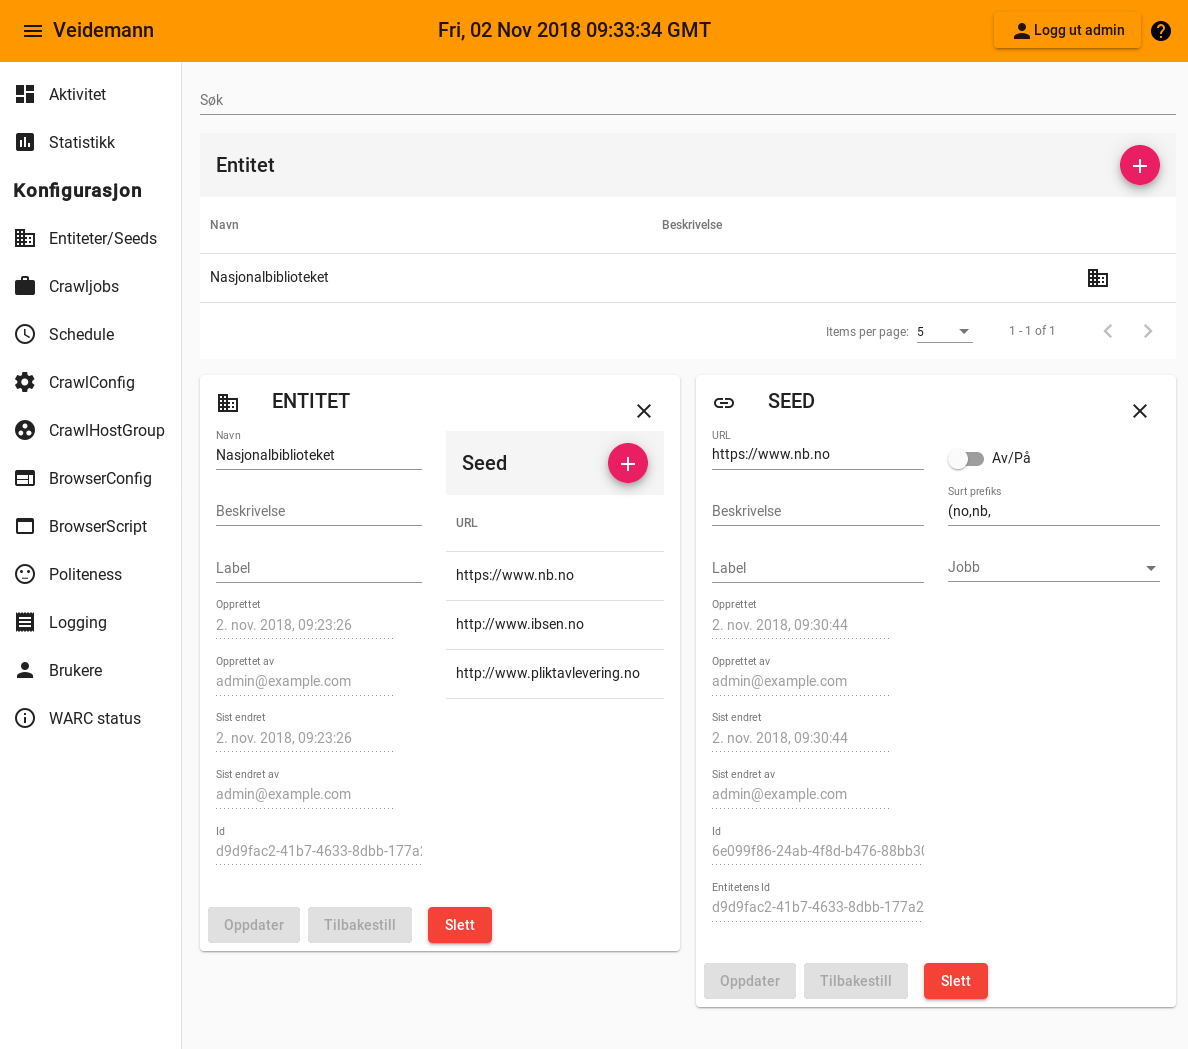 Veidemann
Fri, 02 Nov 2018 09:33:34 GMT
Logg ut admin
Aktivitet
Statistikk
Konfigurasjon
Entiteter/Seeds
Crawljobs
Schedule
CrawlConfig
CrawlHostGroup
BrowserConfig
BrowserScript
Politeness
Logging
Brukere
WARC status
Søk
Entitet
Navn
Beskrivelse
Nasjonalbiblioteket
Items per page: 5
1 - 1 of 1
ENTITET
Navn
Nasjonalbiblioteket
Beskrivelse
Label
Opprettet
2. nov. 2018, 09:23:26
Opprettet av
admin@example.com
Sist endret
2. nov. 2018, 09:23:26
Sist endret av
admin@example.com
Id
d9d9fac2-41b7-4633-8dbb-177a2
Seed
URL
https://www.nb.no
http://www.ibsen.no
http://www.pliktavlevering.no
Oppdater
Tilbakestill
Slett
SEED
URL
https://www.nb.no
Beskrivelse
Label
Opprettet
2. nov. 2018, 09:30:44
Opprettet av
admin@example.com
Sist endret
2. nov. 2018, 09:30:44
Sist endret av
admin@example.com
Id
6e099f86-24ab-4f8d-b476-88bb30
Entitetens Id
d9d9fac2-41b7-4633-8dbb-177a2
Av/På
Surt prefiks
(no,nb,
Jobb
Oppdater
Tilbakestill
Slett